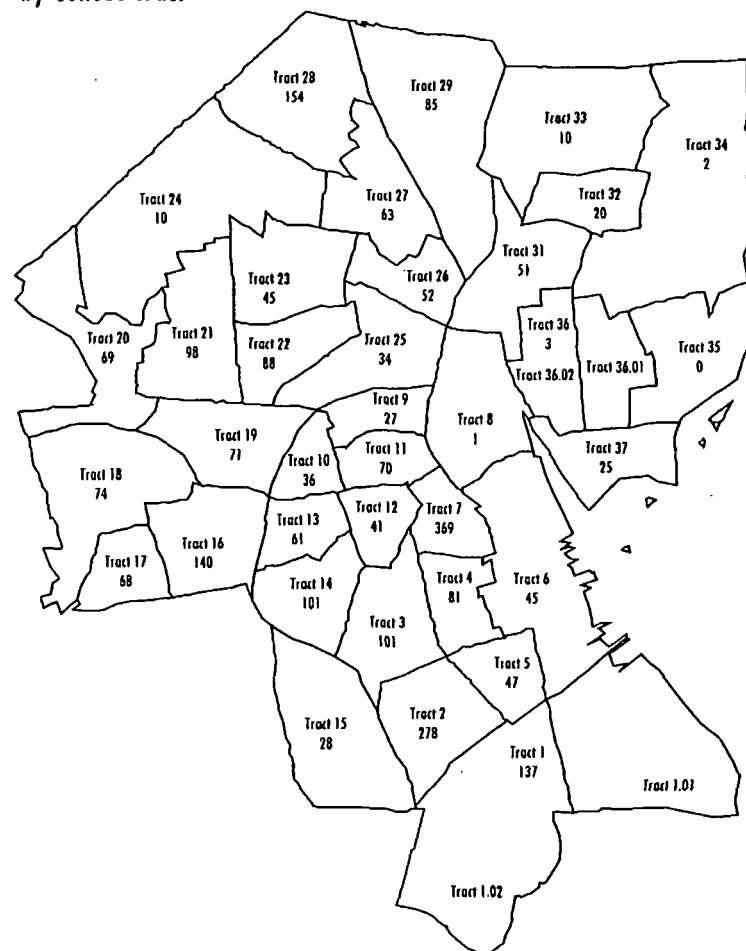 Tract 28
154
Tract 29
85
Tract 33
10
Tract 34
2
Tract 24
10
Tract 27
63
Tract 32
20
Tract 31
51
Tract 23
45
Tract 26
52
Tract 20
69
Tract 21
98
Tract 22
88
Tract 25
34
Tract 36
3
Tract 36.02
Tract 36.01
Tract 35
0
Tract 9
27
Tract 8
1
Tract 19
71
Tract 10
36
Tract 11
70
Tract 37
25
Tract 18
74
Tract 16
140
Tract 13
61
Tract 12
41
Tract 7
369
Tract 17
68
Tract 14
101
Tract 3
101
Tract 4
81
Tract 6
45
Tract 5
47
Tract 15
28
Tract 2
278
Tract 1
137
Tract 1.01
Tract 1.02